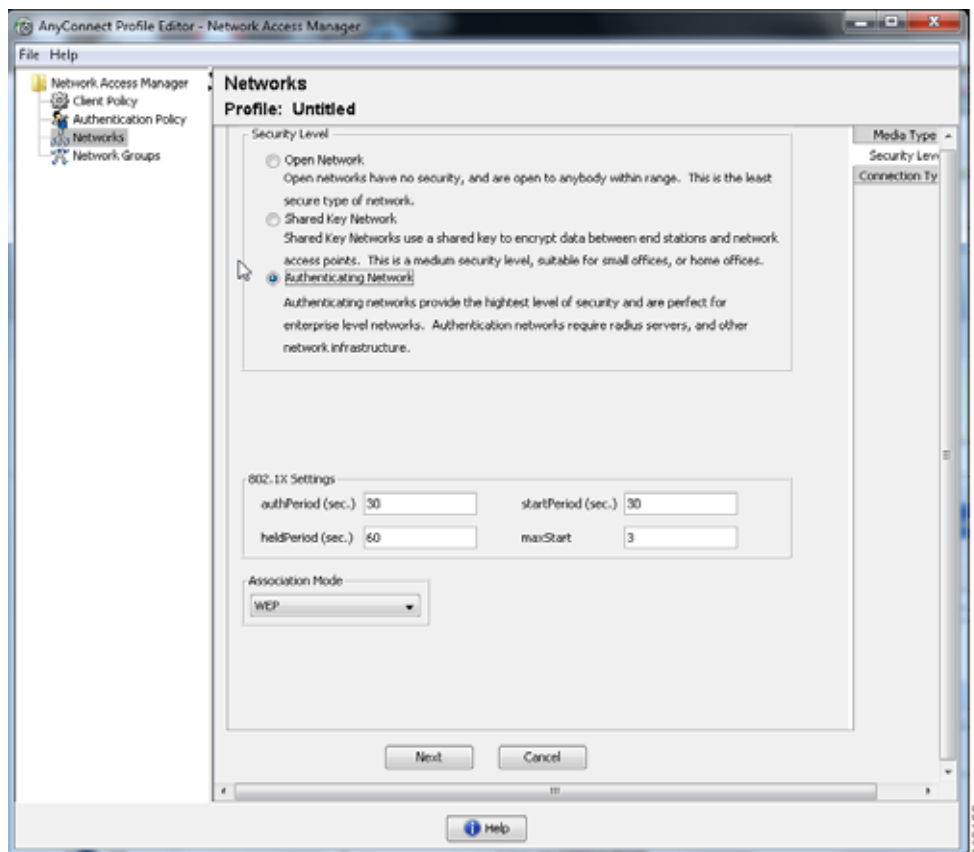 AnyConnect Profile Editor - Network Access Manager
File Help
Network Access Manager
Client Policy
Authentication Policy
Networks
Network Groups
Networks
Profile: Untitled
Security Level
Open Network
Open networks have no security, and are open to anybody within range. This is the least
secure type of network.
Shared Key Network
Shared Key Networks use a shared key to encrypt data between end stations and network
access points. This is a medium security level, suitable for small offices, or home offices.
Authenticating Network
Authenticating networks provide the hightest level of security and are perfect for
enterprise level networks. Authentication networks require radius servers, and other
network infrastructure.
802.1X Settings
authPeriod (sec.) 30 startPeriod (sec.) 30
heldPeriod (sec.) 60 maxStart 3
Association Mode
WEP
Media Type
Security Leve
Connection Ty
Next Cancel
Help